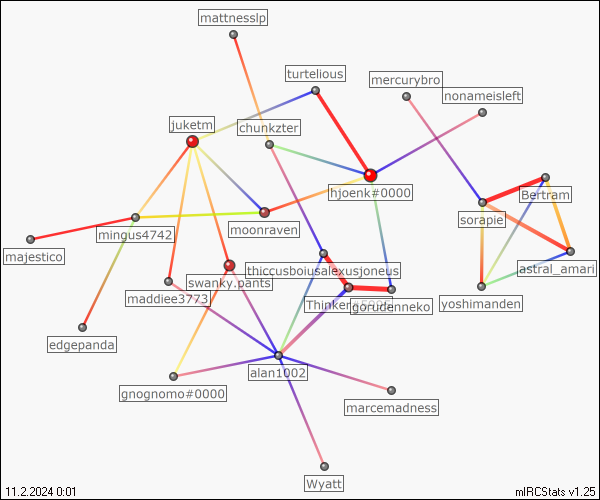 mattnesslp
turtelious
mercurybro
nonameisleft
juketm
chunkzter
hjoenk#0000
Bertram
sorapie
moonraven
mingus4742
majestico
thiccusboiusalexusjoneus
astral_amari
swanky.pants
maddiee3773
gorudenneko
yoshimanden
edgepanda
alan1002
gnognomo#0000
marcemadness
Wyatt
11.2.2024 0:01
mIRCStats v1.25